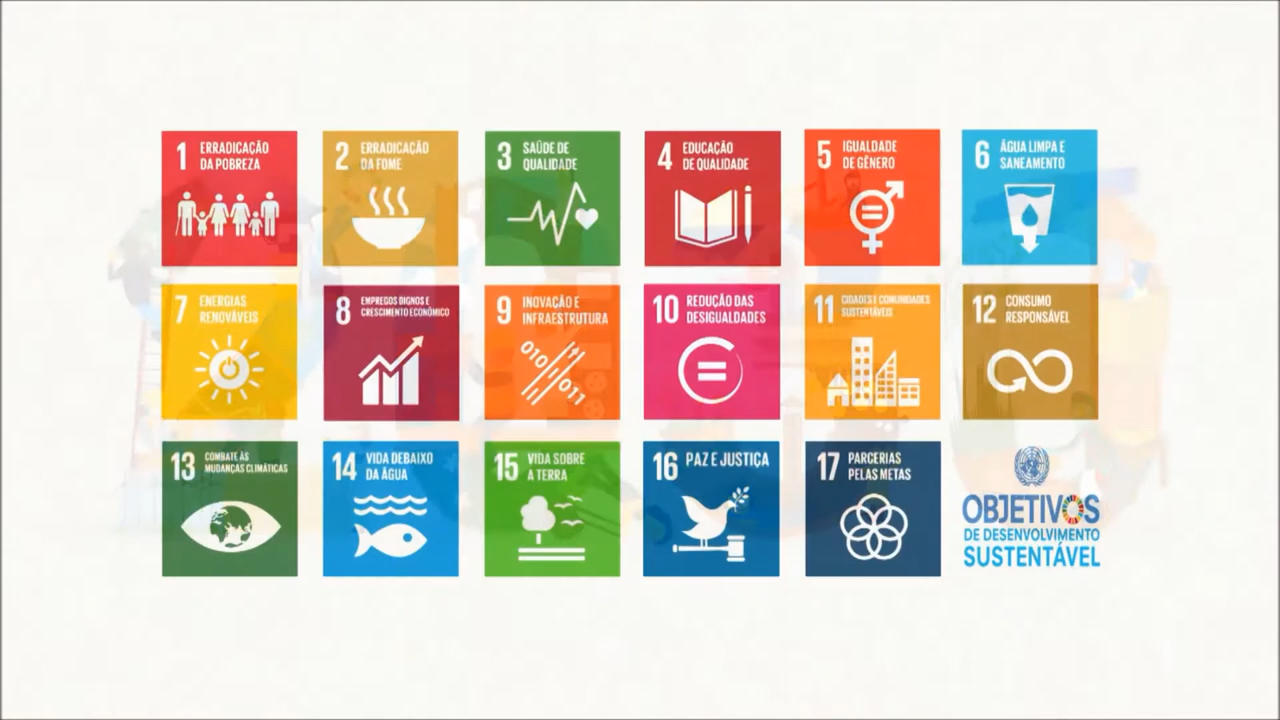 1 ERRADICAÇÃO
DA POBREZA
2 ERRADICAÇÃO
DA FOME
3 SAÚDE DE
QUALIDADE
4 EDUCAÇÃO
DE QUALIDADE
5 IGUALDADE
DE GÊNERO
6 ÁGUA LIMPA E
SANEAMENTO
7 ENERGIAS
RENOVÁVEIS
8 EMPREGOS DIGNOS E
CRESCIMENTO ECONÔMICO
9 INOVAÇÃO E
INFRAESTRUTURA
010
011
10 REDUÇÃO DAS
DESIGUALDADES
11 CIDADES E COMUNIDADES
SUSTENTÁVEIS
12 CONSUMO
RESPONSÁVEL
13 COMBATE ÀS
MUDANÇAS CLIMÁTICAS
14 VIDA DEBAIXO
DA ÁGUA
15 VIDA SOBRE
A TERRA
16 PAZ E JUSTIÇA
17 PARCERIAS
PELAS METAS
OBJETIVOS
DE DESENVOLVIMENTO
SUSTENTÁVEL